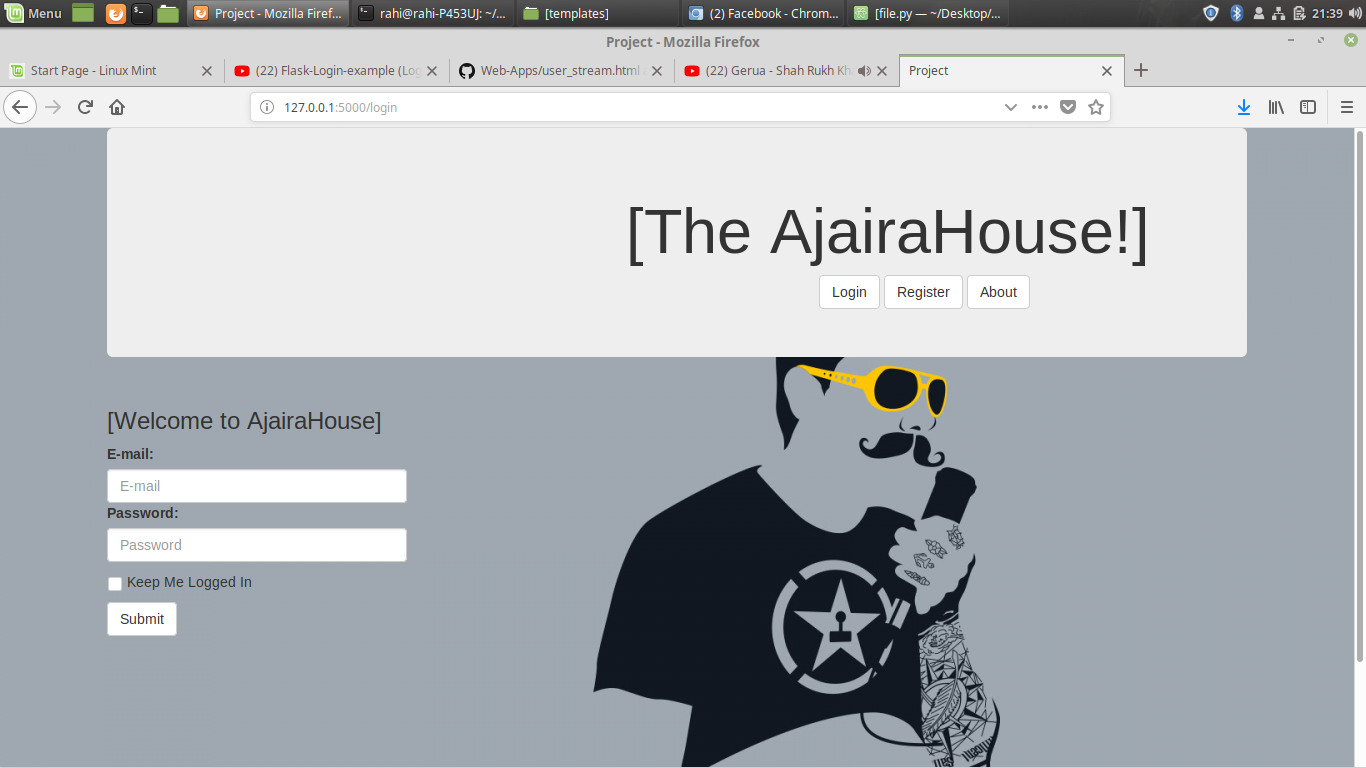 Menu
Project - Mozilla Firef...
rahi@rahi-P453UJ: ~/...
[templates]
(2) Facebook - Chrom...
[file.py — ~/Desktop/...
21:39
Project - Mozilla Firefox
Start Page - Linux Mint
(22) Flask-Login-example (Log
Web-Apps/user_stream.html
(22) Gerua - Shah Rukh Kh
Project
127.0.0.1:5000/login
[The AjairaHouse!]
Login
Register
About
[Welcome to AjairaHouse]
E-mail:
E-mail
Password:
Password
Keep Me Logged In
Submit